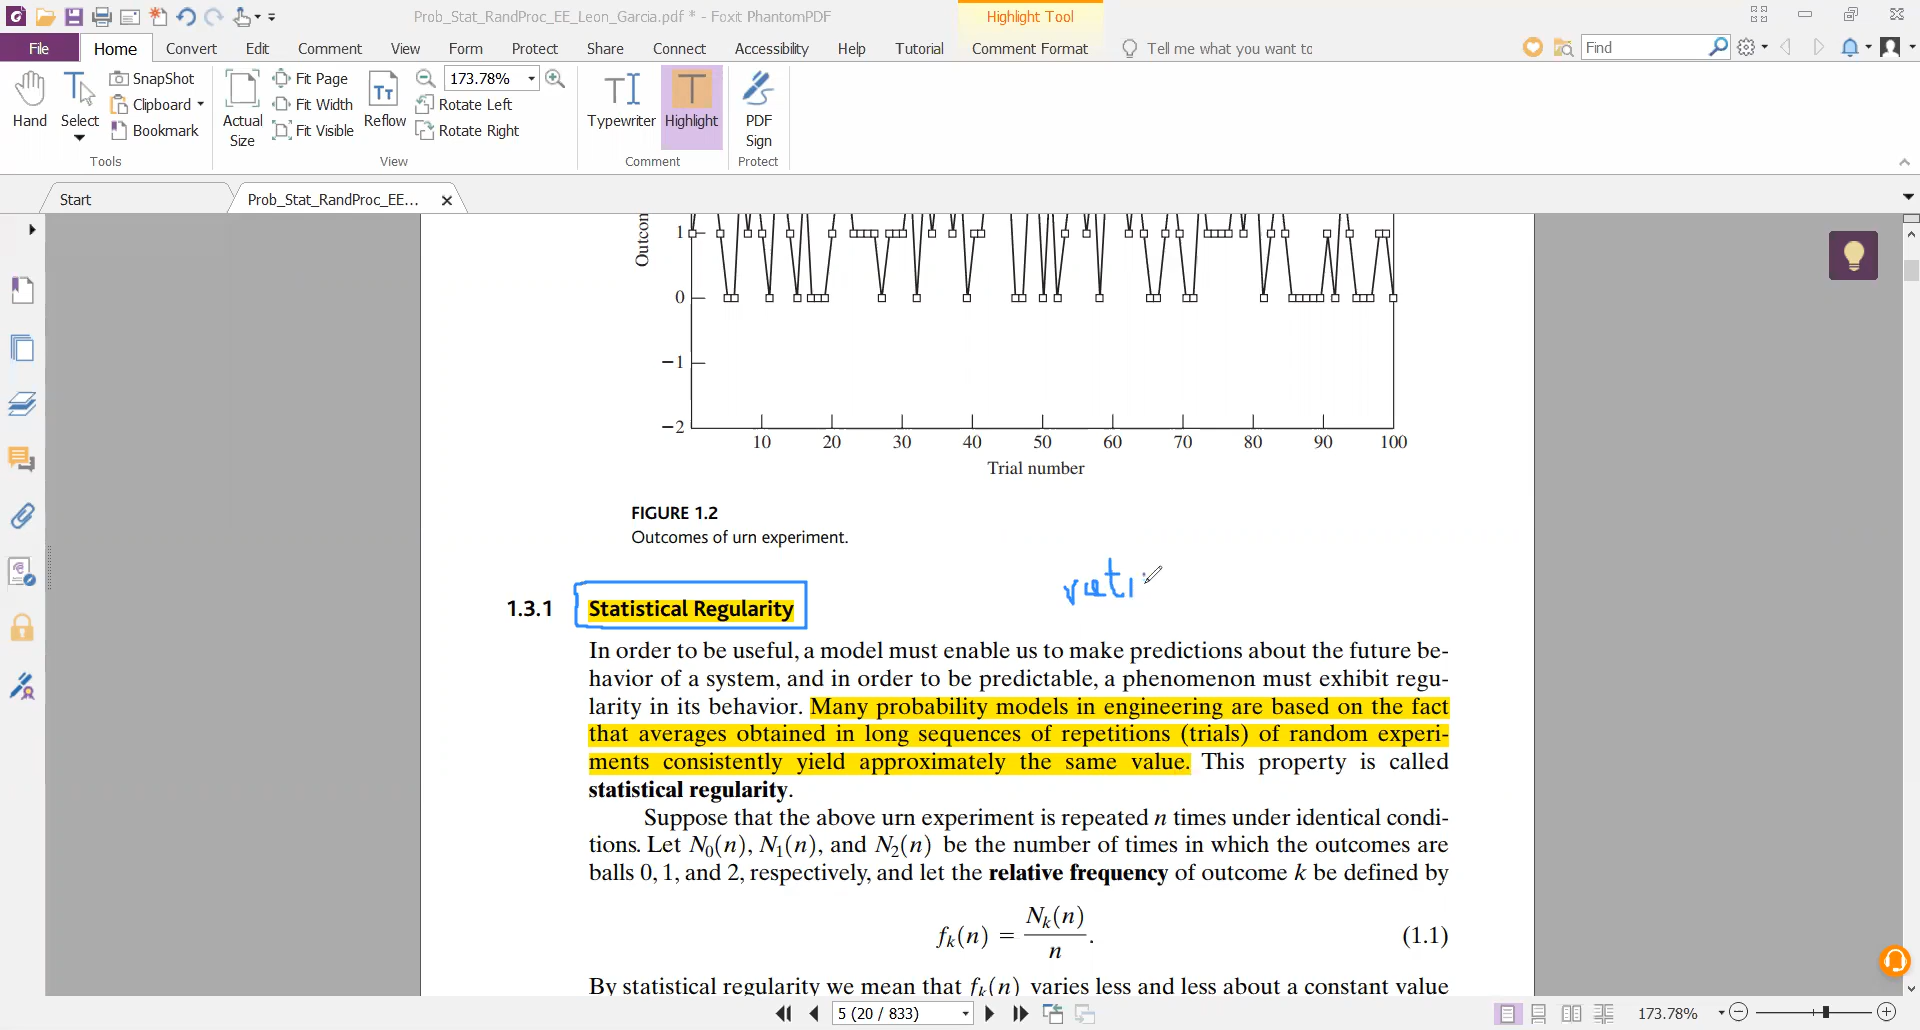 Prob_Stat_RandProc_EE_Leon_Garcia.pdf * - Foxit PhantomPDF
Highlight Tool
File Home Convert Edit Comment View Form Protect Share Connect Accessibility Help Tutorial Comment Format Tell me what you want to Find
Hand
Select
SnapShot
Clipboard
Bookmark
Tools
Actual
Size
Fit Page
Fit Width
Fit Visible
Reflow
173.78%
Rotate Left
Rotate Right
View
Typewriter
Highlight
Comment
PDF
Sign
Protect
Start
Prob_Stat_RandProc_EE...
Outcon
1
0
−1
−2
10 20 30 40 50 60 70 80 90 100
Trial number
FIGURE 1.2
Outcomes of urn experiment.
1.3.1 Statistical Regularity
In order to be useful, a model must enable us to make predictions about the future be-
havior of a system, and in order to be predictable, a phenomenon must exhibit regu-
larity in its behavior. Many probability models in engineering are based on the fact
that averages obtained in long sequences of repetitions (trials) of random experi-
ments consistently yield approximately the same value. This property is called
statistical regularity.
Suppose that the above urn experiment is repeated n times under identical condi-
tions. Let N₀(n), N₁(n), and N₂(n) be the number of times in which the outcomes are
balls 0, 1, and 2, respectively, and let the relative frequency of outcome k be defined by
fₖ(n) = Nₖ(n) / n. (1.1)
By statistical regularity we mean that fₖ(n) varies less and less about a constant value
5 (20 / 833)
173.78%